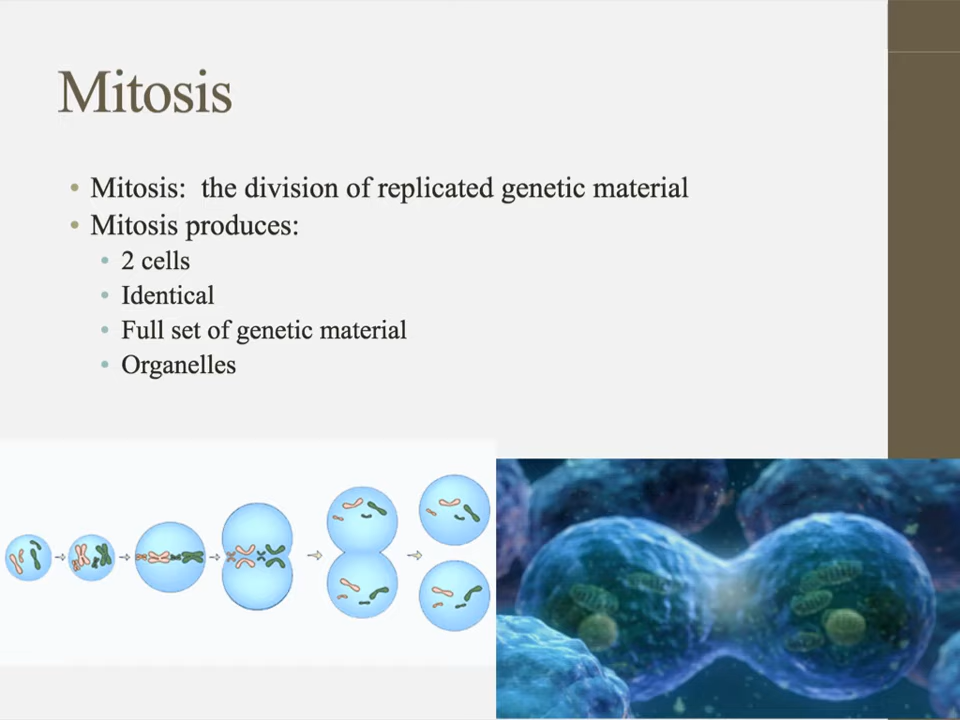 Mitosis
• Mitosis:  the division of replicated genetic material
• Mitosis produces:
• 2 cells
• Identical
• Full set of genetic material
• Organelles